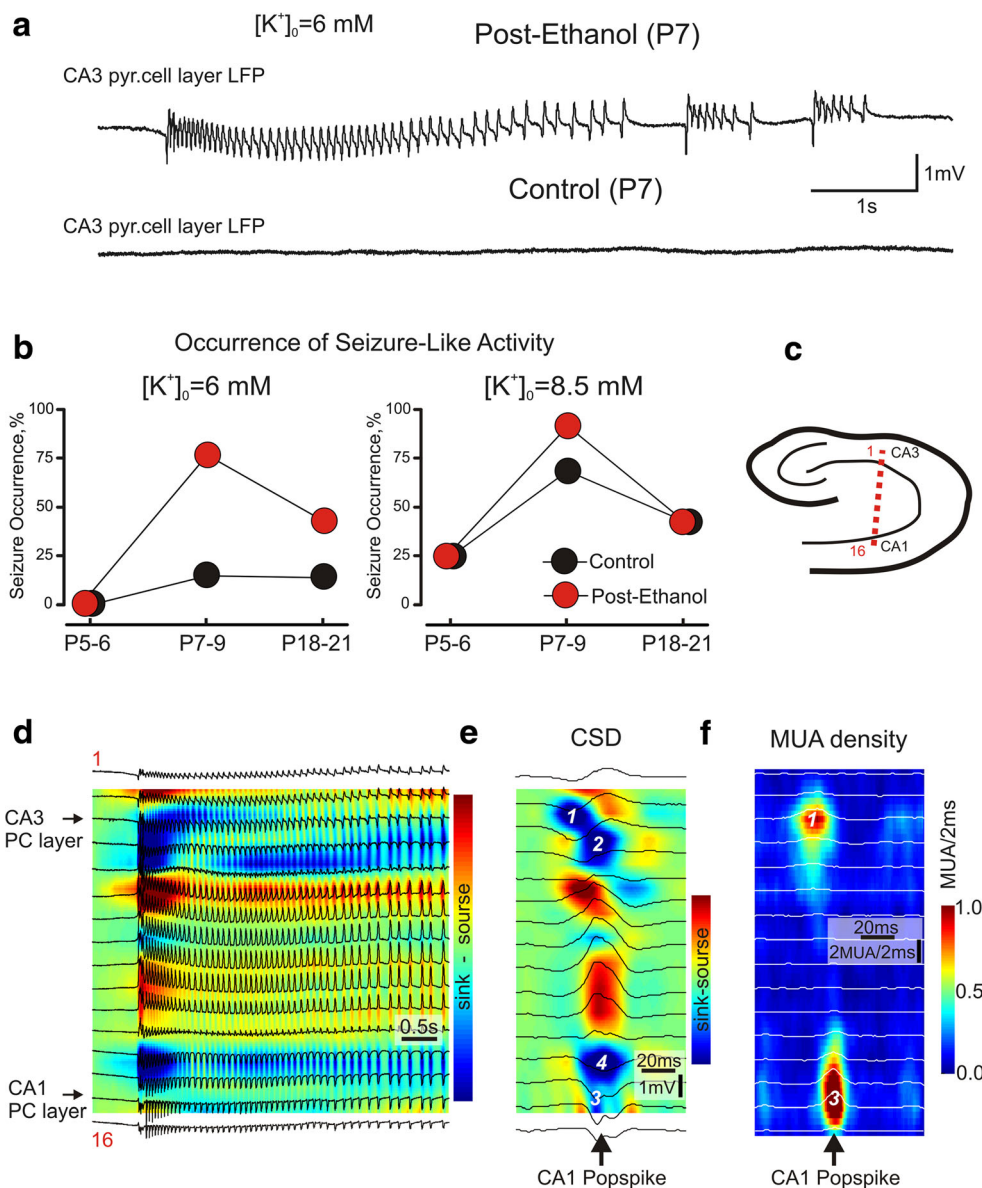 a
[K+]0=6 mM
Post-Ethanol (P7)
CA3 pyr.cell layer LFP
1mV
1s
Control (P7)
CA3 pyr.cell layer LFP
b
Occurrence of Seizure-Like Activity
[K+]0=6 mM
Seizure Occurrence,%
100
75
50
25
0
P5-6
P7-9
P18-21
[K+]0=8.5 mM
Seizure Occurrence,%
100
75
50
25
0
P5-6
P7-9
P18-21
Control
Post-Ethanol
c
1
CA3
16
CA1
d
1
CA3
PC layer
CA1
PC layer
16
0.5s
sink - sourse
e
CSD
1
2
4
3
20ms
1mV
sink-sourse
CA1 Popspike
f
MUA density
1
3
20ms
2MUA/2ms
MUA/2ms
1.0
0.5
0.0
CA1 Popspike